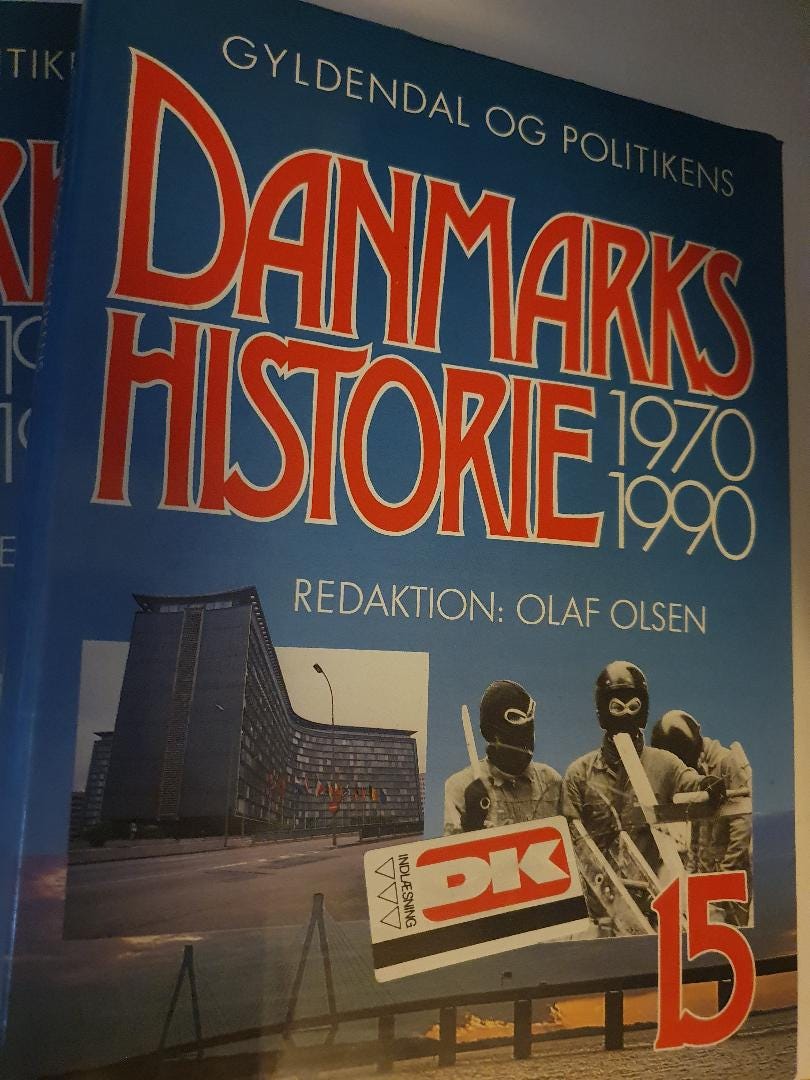 GYLDENDAL OG POLITIKENS
DANMARKS
HISTORIE 1970
1990
REDAKTION: OLAF OLSEN
DK
INDLÆSNING
15